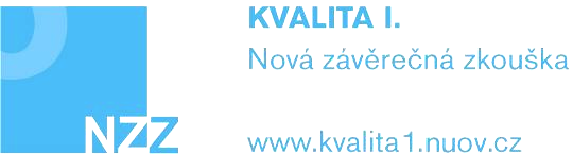 KVALITA I.
Nová závěrečná zkouška
NZZ
www.kvalita1.nuov.cz